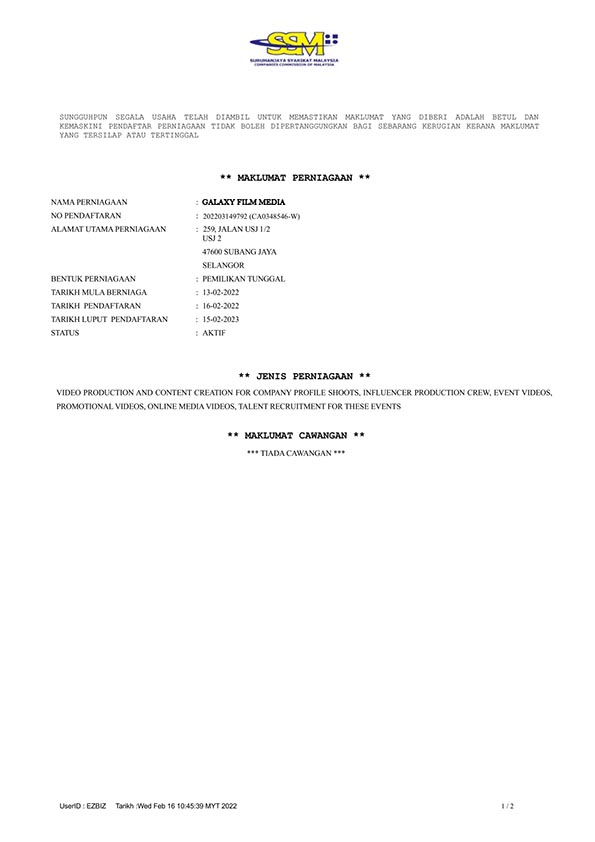 SSM
SURUHANJAYA SYARIKAT MALAYSIA
COMPANIES COMMISSION OF MALAYSIA
SUNGGUHPUN SEGALA USAHA TELAH DIAMBIL UNTUK MEMASTIKAN MAKLUMAT YANG DIBERI ADALAH BETUL DAN
KEMASKINI PENDAFTAR PERNIAGAAN TIDAK BOLEH DIPERTANGGUNGKAN BAGI SEBARANG KERUGIAN KERANA MAKLUMAT
YANG TERSILAP ATAU TERTINGGAL
** MAKLUMAT PERNIAGAAN **
NAMA PERNIAGAAN : GALAXY FILM MEDIA
NO PENDAFTARAN : 202203149792 (CA0348546-W)
ALAMAT UTAMA PERNIAGAAN : 259, JALAN USJ 1/2
USJ 2
47600 SUBANG JAYA
SELANGOR
BENTUK PERNIAGAAN : PEMILIKAN TUNGGAL
TARIKH MULA BERNIAGA : 13-02-2022
TARIKH PENDAFTARAN : 16-02-2022
TARIKH LUPUT PENDAFTARAN : 15-02-2023
STATUS : AKTIF
** JENIS PERNIAGAAN **
VIDEO PRODUCTION AND CONTENT CREATION FOR COMPANY PROFILE SHOOTS, INFLUENCER PRODUCTION CREW, EVENT VIDEOS,
PROMOTIONAL VIDEOS, ONLINE MEDIA VIDEOS, TALENT RECRUITMENT FOR THESE EVENTS
** MAKLUMAT CAWANGAN **
*** TIADA CAWANGAN ***
UserID : EZBIZ Tarikh :Wed Feb 16 10:45:39 MYT 2022 1 / 2